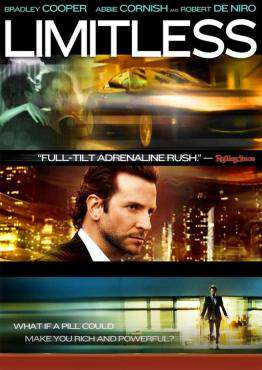 BRADLEY COOPER ABBIE CORNISH AND ROBERT DE NIRO
LIMITLESS
"FULL-TILT ADRENALINE RUSH." — Rolling Stone
WHAT IF A PILL COULD
MAKE YOU RICH AND POWERFUL?